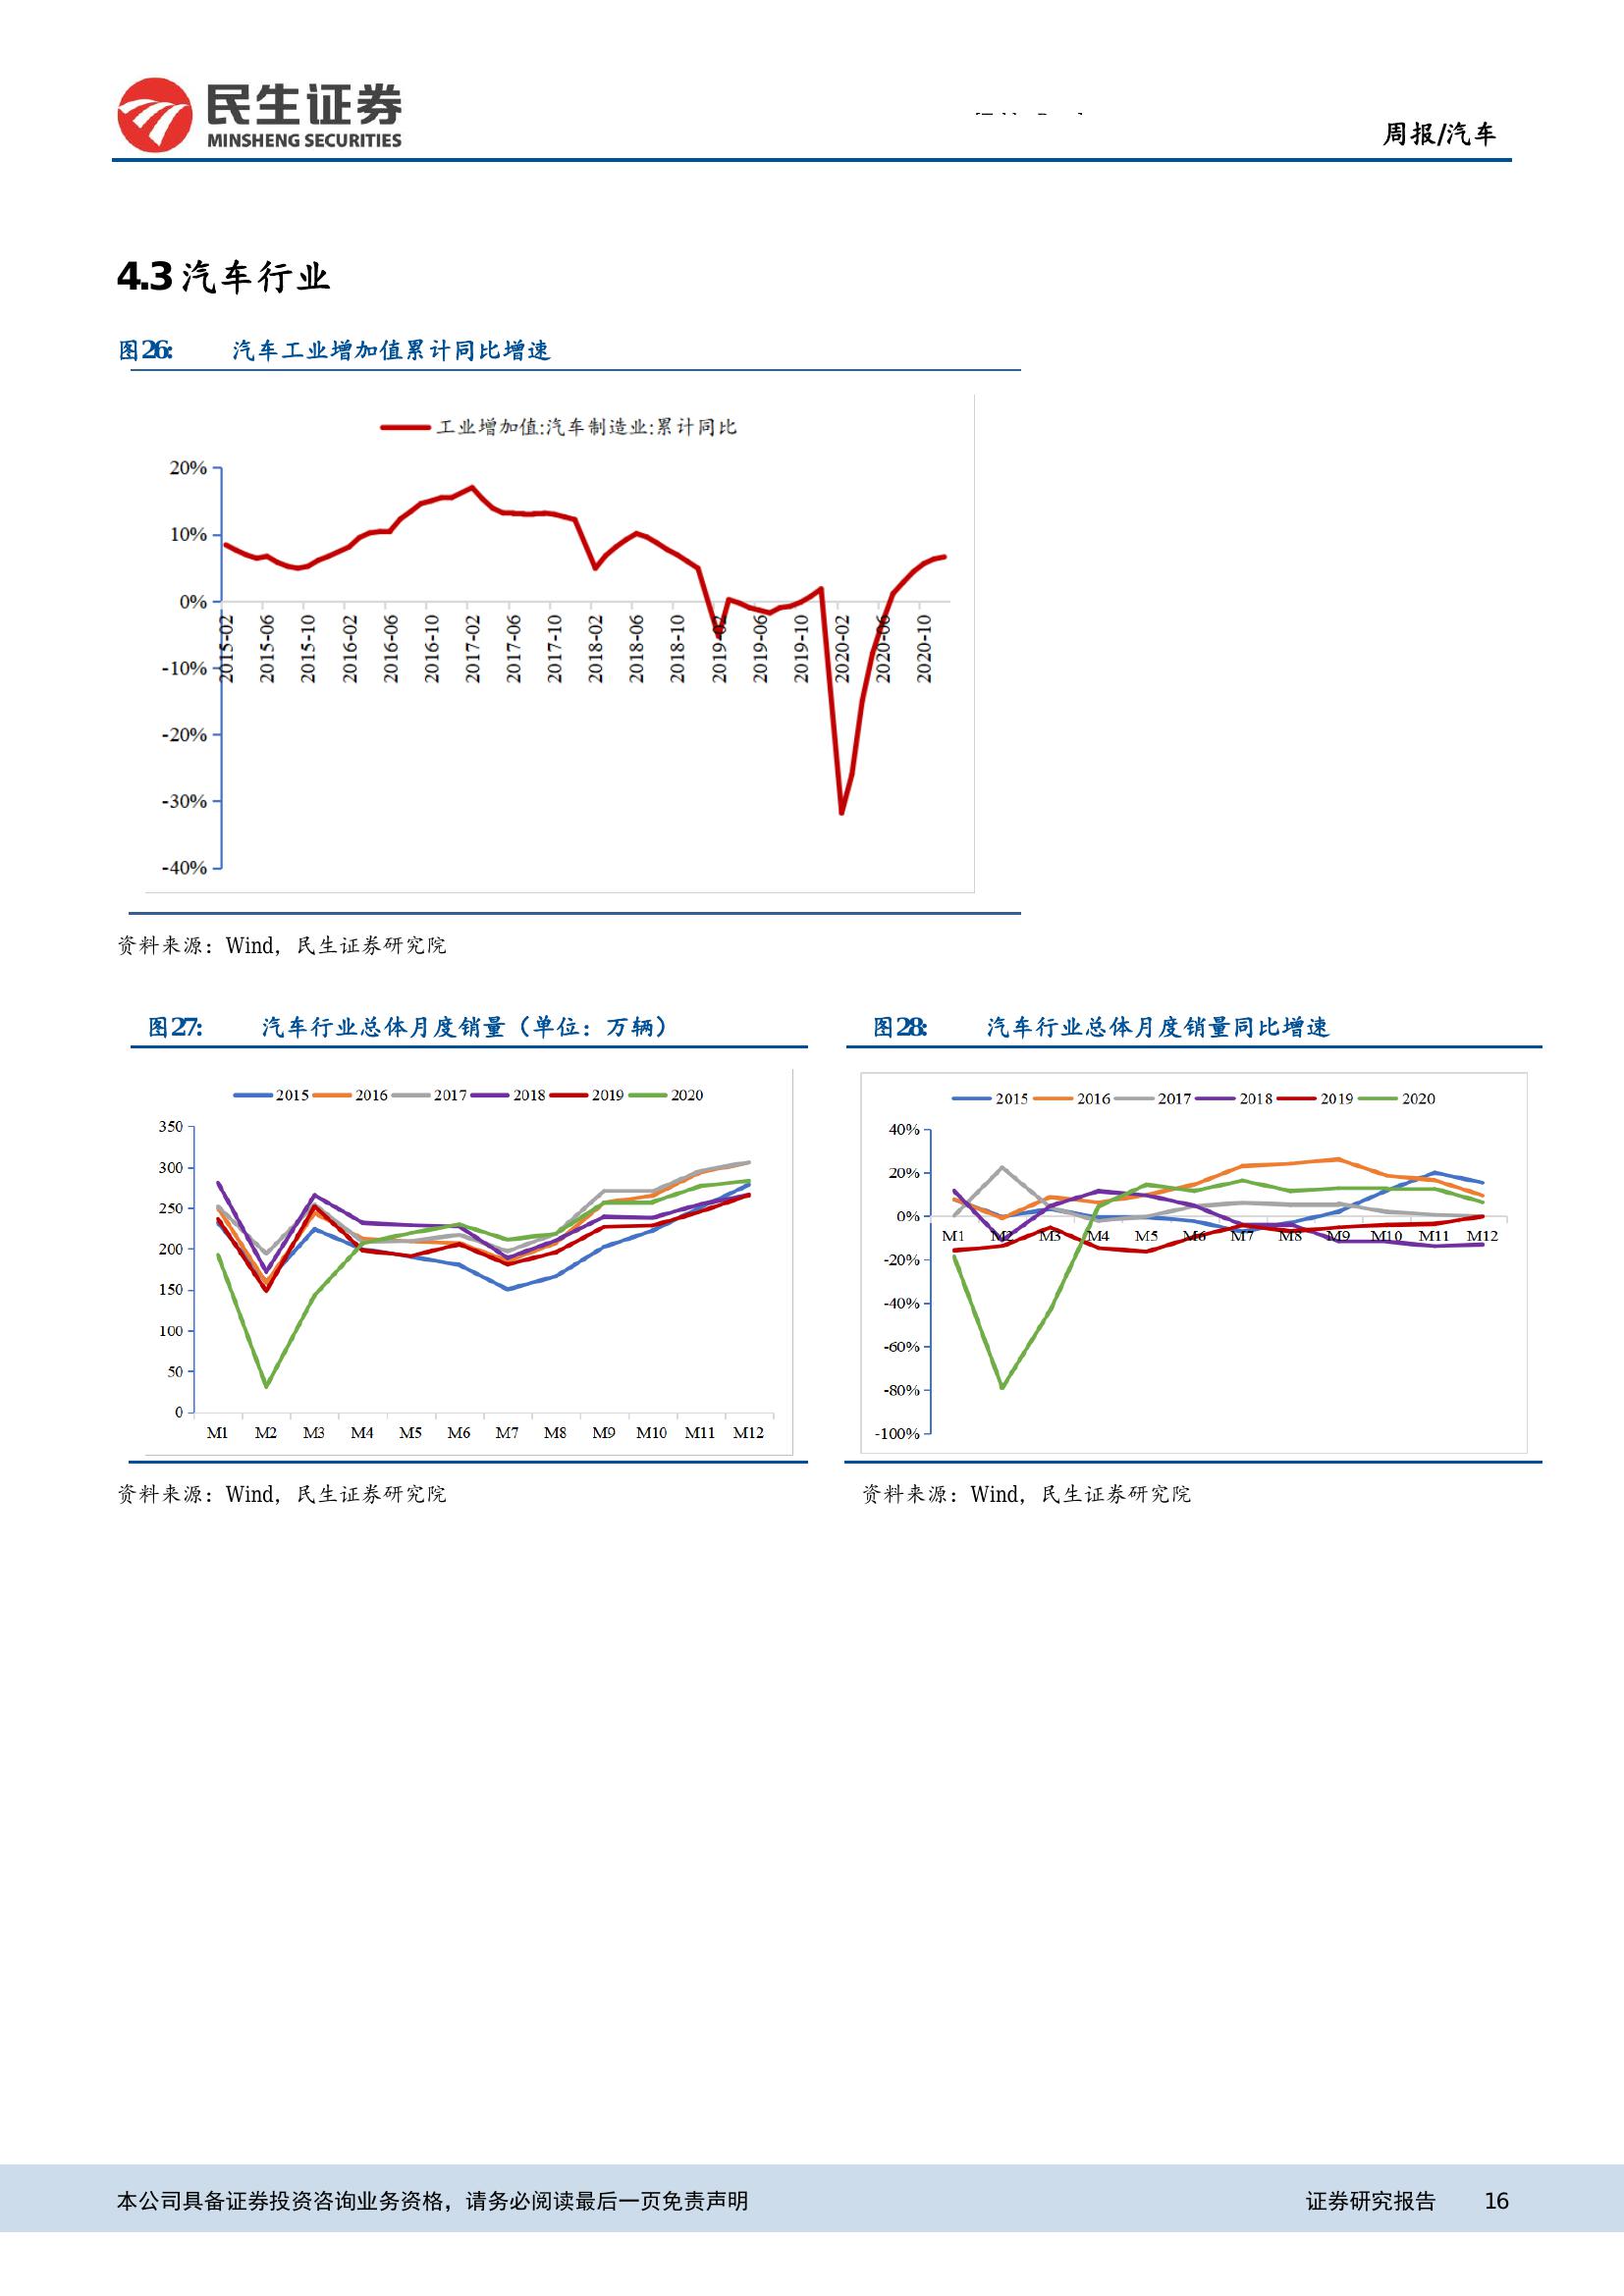 民生证券
MINSHENG SECURITIES
周报/汽车
4.3 汽车行业
图26: 汽车工业增加值累计同比增速
工业增加值:汽车制造业:累计同比
20%
10%
0%
-10%
-20%
-30%
-40%
2015-02 2015-06 2015-10 2016-02 2016-06 2016-10 2017-02 2017-06 2017-10 2018-02 2018-06 2018-10 2019-02 2019-06 2019-10 2020-02 2020-06 2020-10
资料来源：Wind，民生证券研究院
图27: 汽车行业总体月度销量（单位：万辆）
2015 2016 2017 2018 2019 2020
350
300
250
200
150
100
50
0
M1 M2 M3 M4 M5 M6 M7 M8 M9 M10 M11 M12
资料来源：Wind，民生证券研究院
图28: 汽车行业总体月度销量同比增速
2015 2016 2017 2018 2019 2020
40%
20%
0%
-20%
-40%
-60%
-80%
-100%
M1 M2 M3 M4 M5 M6 M7 M8 M9 M10 M11 M12
资料来源：Wind，民生证券研究院
本公司具备证券投资咨询业务资格，请务必阅读最后一页免责声明 证券研究报告 16